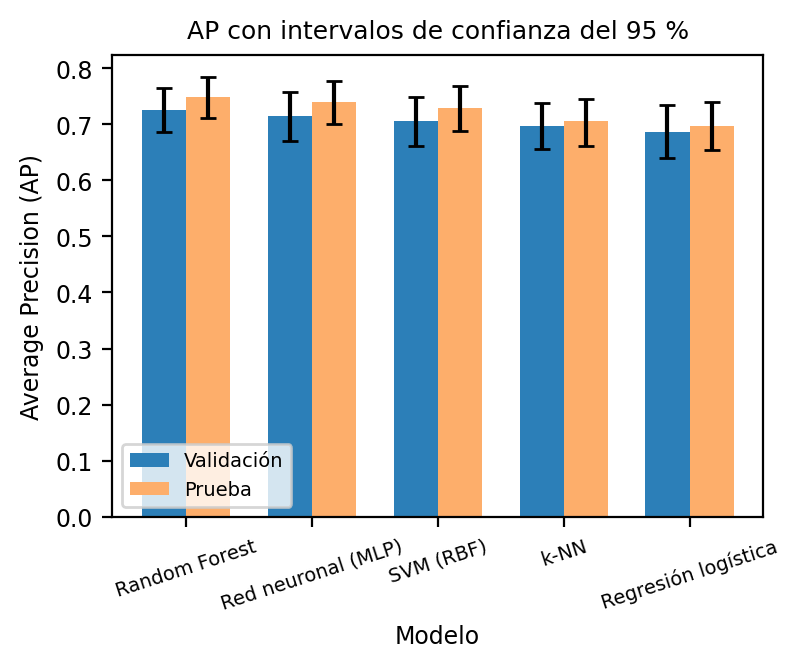 AP con intervalos de confianza del 95 %
Average Precision (AP)
0.8
0.7
0.6
0.5
0.4
0.3
0.2
0.1
0.0
Validación
Prueba
Random Forest
Red neuronal (MLP)
SVM (RBF)
k-NN
Regresión logística
Modelo